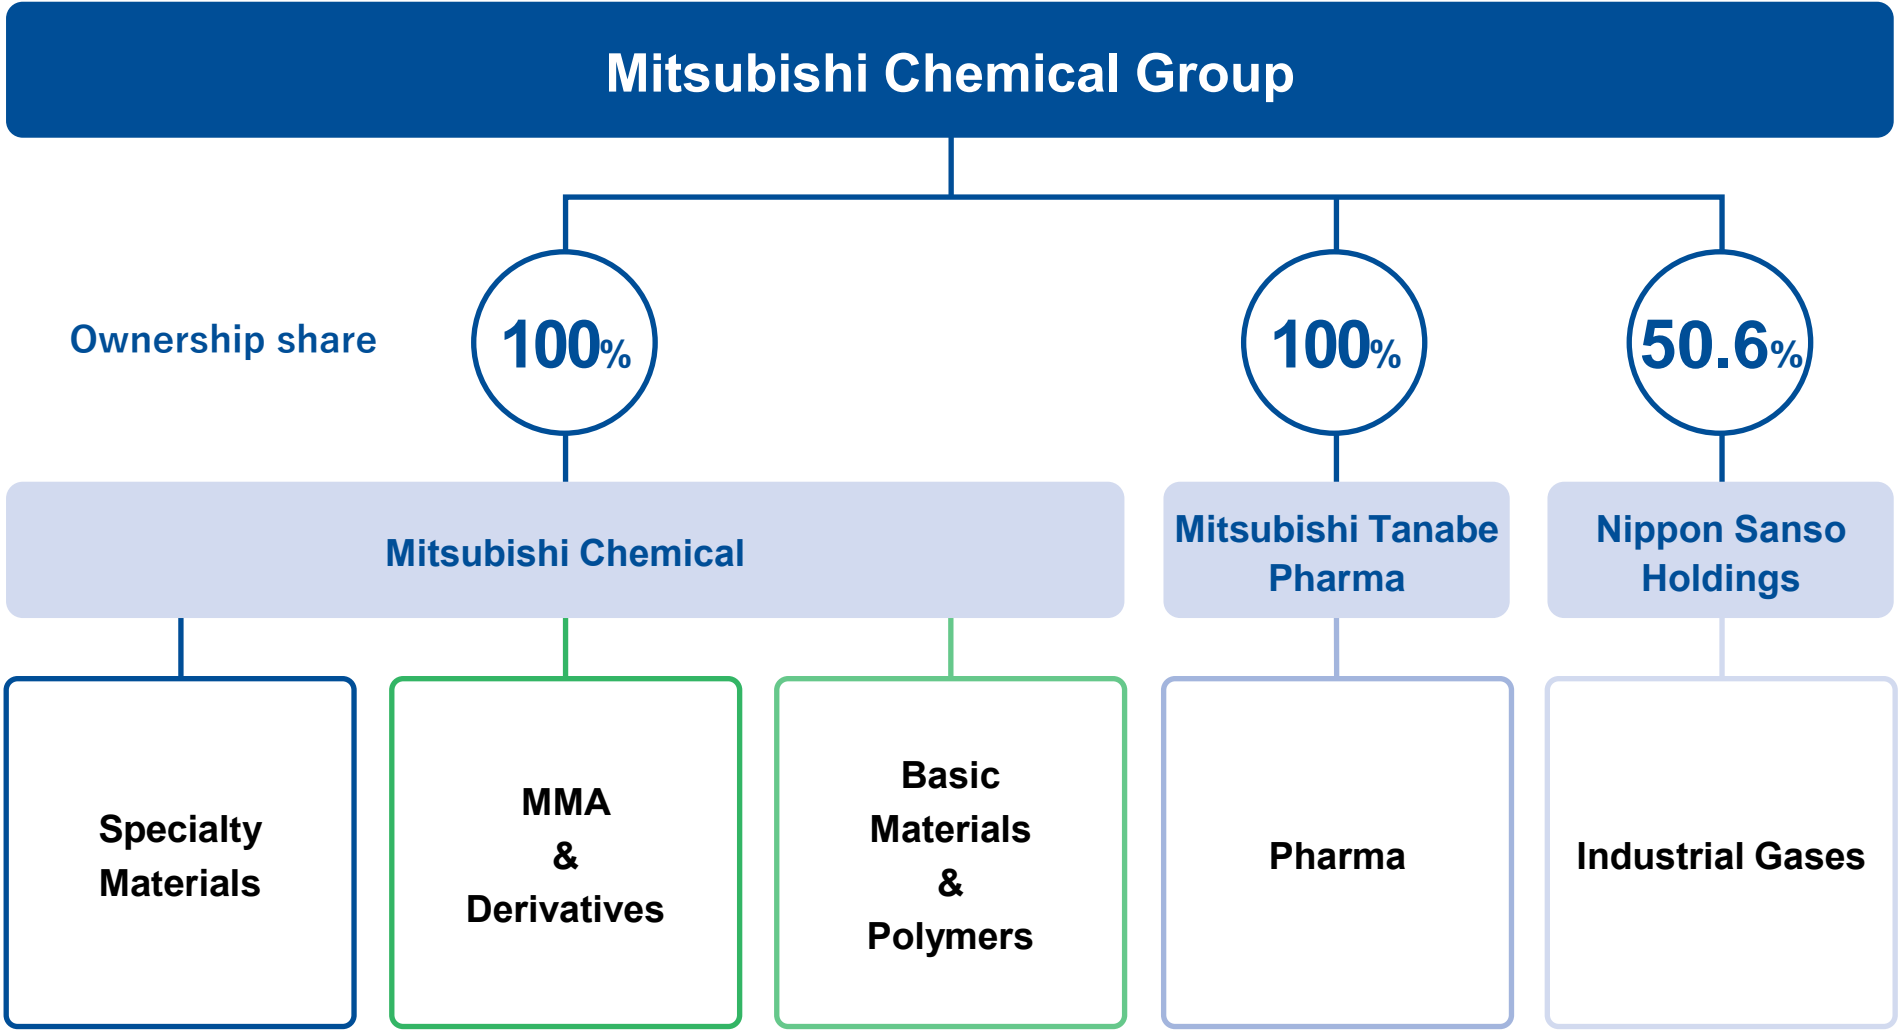 Mitsubishi Chemical Group
Ownership share
100%
100%
50.6%
Mitsubishi Chemical
Mitsubishi Tanabe
Pharma
Nippon Sanso
Holdings
Specialty
Materials
MMA
&
Derivatives
Basic
Materials
&
Polymers
Pharma
Industrial Gases